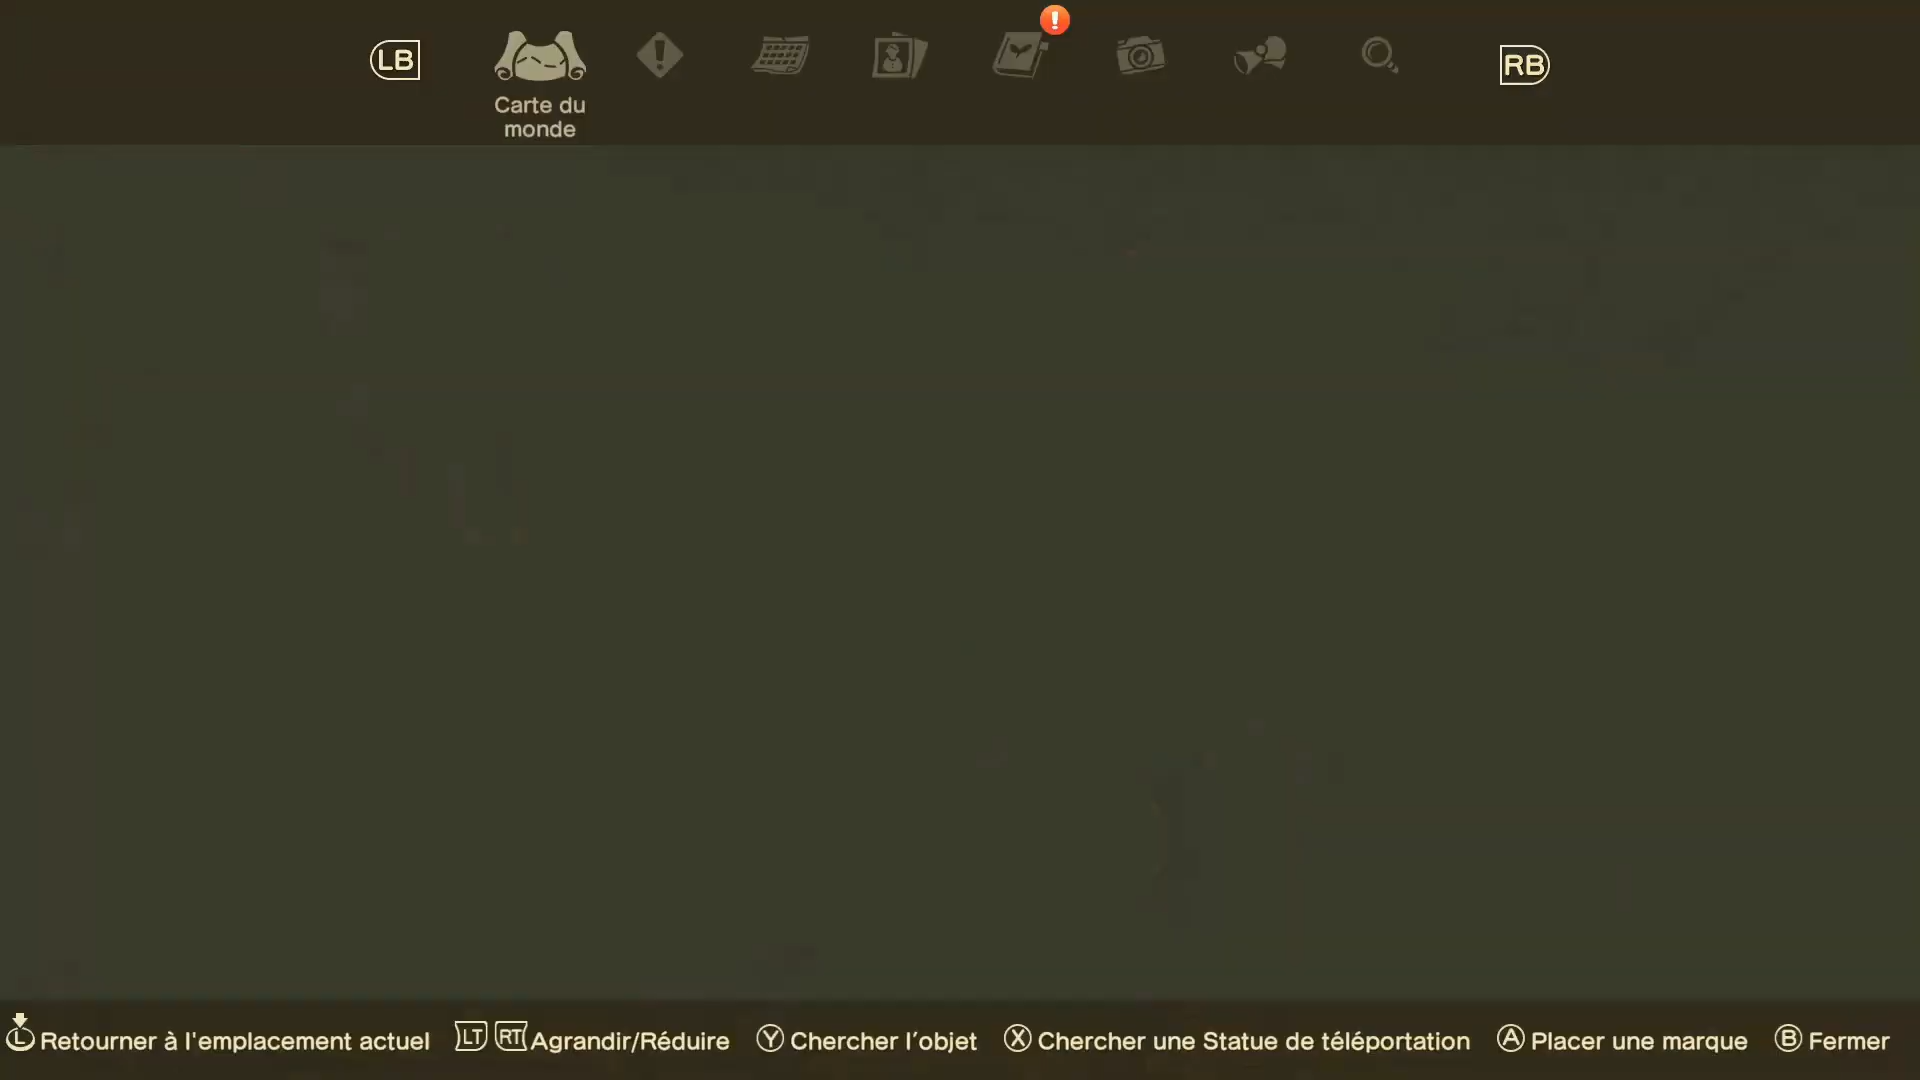 LB
Carte du
monde
!
RB
L Retourner à l'emplacement actuel LT RT Agrandir/Réduire Y Chercher l'objet X Chercher une Statue de téléportation A Placer une marque B Fermer